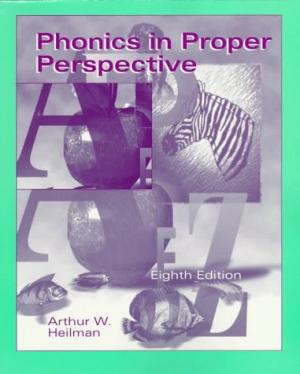 Phonics in Proper
Perspective
A
P
P
L
E
A
Z
Eighth Edition
Arthur W.
Heilman